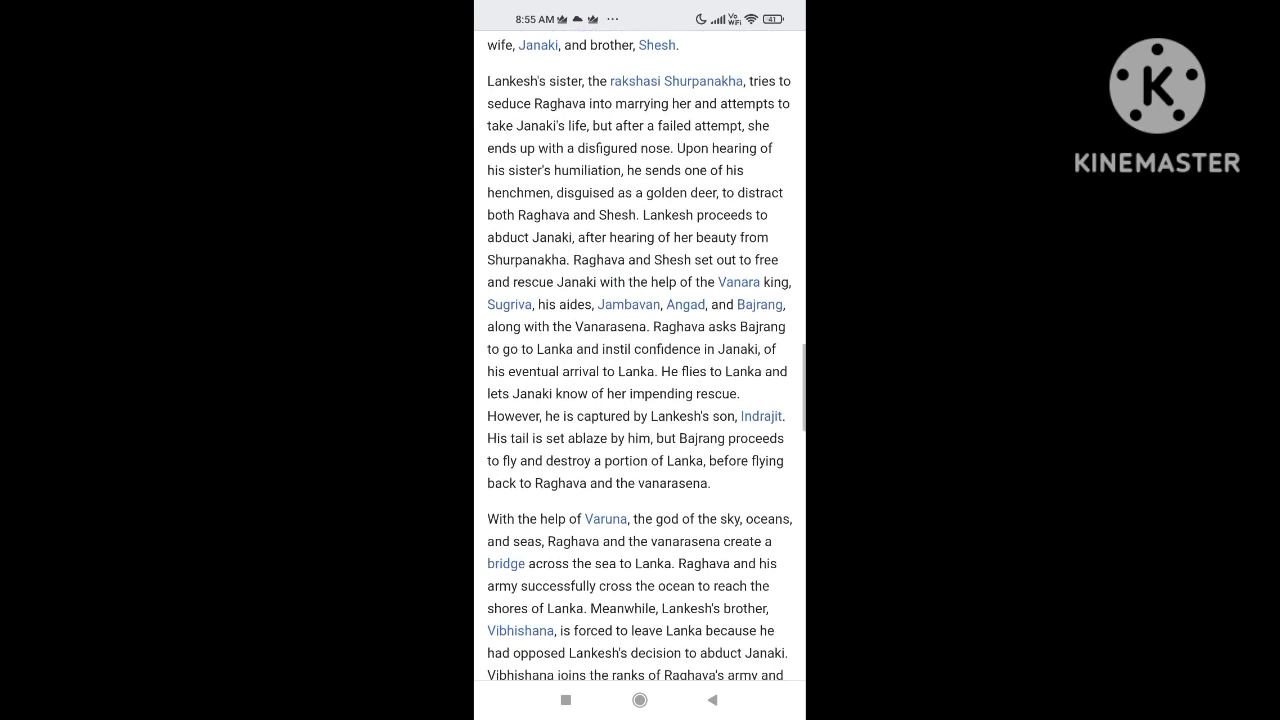 8:55 AM
Vo
WiFi
41
wife, Janaki, and brother, Shesh.
Lankesh's sister, the rakshasi Shurpanakha, tries to
seduce Raghava into marrying her and attempts to
take Janaki's life, but after a failed attempt, she
ends up with a disfigured nose. Upon hearing of
his sister's humiliation, he sends one of his
henchmen, disguised as a golden deer, to distract
both Raghava and Shesh. Lankesh proceeds to
abduct Janaki, after hearing of her beauty from
Shurpanakha. Raghava and Shesh set out to free
and rescue Janaki with the help of the Vanara king,
Sugriva, his aides, Jambavan, Angad, and Bajrang,
along with the Vanarasena. Raghava asks Bajrang
to go to Lanka and instil confidence in Janaki, of
his eventual arrival to Lanka. He flies to Lanka and
lets Janaki know of her impending rescue.
However, he is captured by Lankesh's son, Indrajit.
His tail is set ablaze by him, but Bajrang proceeds
to fly and destroy a portion of Lanka, before flying
back to Raghava and the vanarasena.
With the help of Varuna, the god of the sky, oceans,
and seas, Raghava and the vanarasena create a
bridge across the sea to Lanka. Raghava and his
army successfully cross the ocean to reach the
shores of Lanka. Meanwhile, Lankesh's brother,
Vibhishana, is forced to leave Lanka because he
had opposed Lankesh's decision to abduct Janaki.
Vibhishana joins the ranks of Raghava's army and
K
KINEMASTER